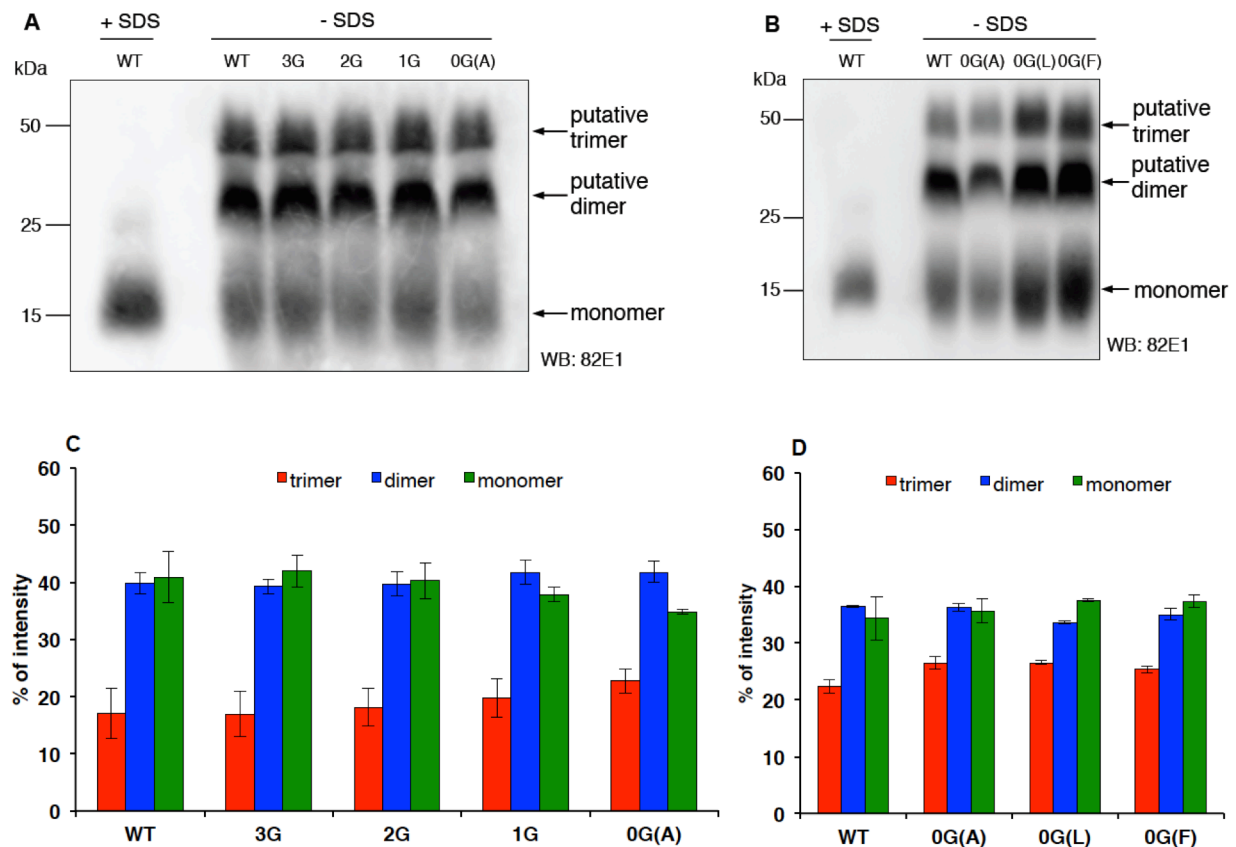 A
+ SDS
- SDS
WT
WT 3G 2G 1G 0G(A)
kDa
50
25
15
putative
trimer
putative
dimer
monomer
WB: 82E1
B
+ SDS
- SDS
WT
WT 0G(A) 0G(L) 0G(F)
kDa
50
25
15
putative
trimer
putative
dimer
monomer
WB: 82E1
C
trimer dimer monomer
% of intensity
60
50
40
30
20
10
0
WT 3G 2G 1G 0G(A)
D
trimer dimer monomer
% of intensity
60
50
40
30
20
10
0
WT 0G(A) 0G(L) 0G(F)